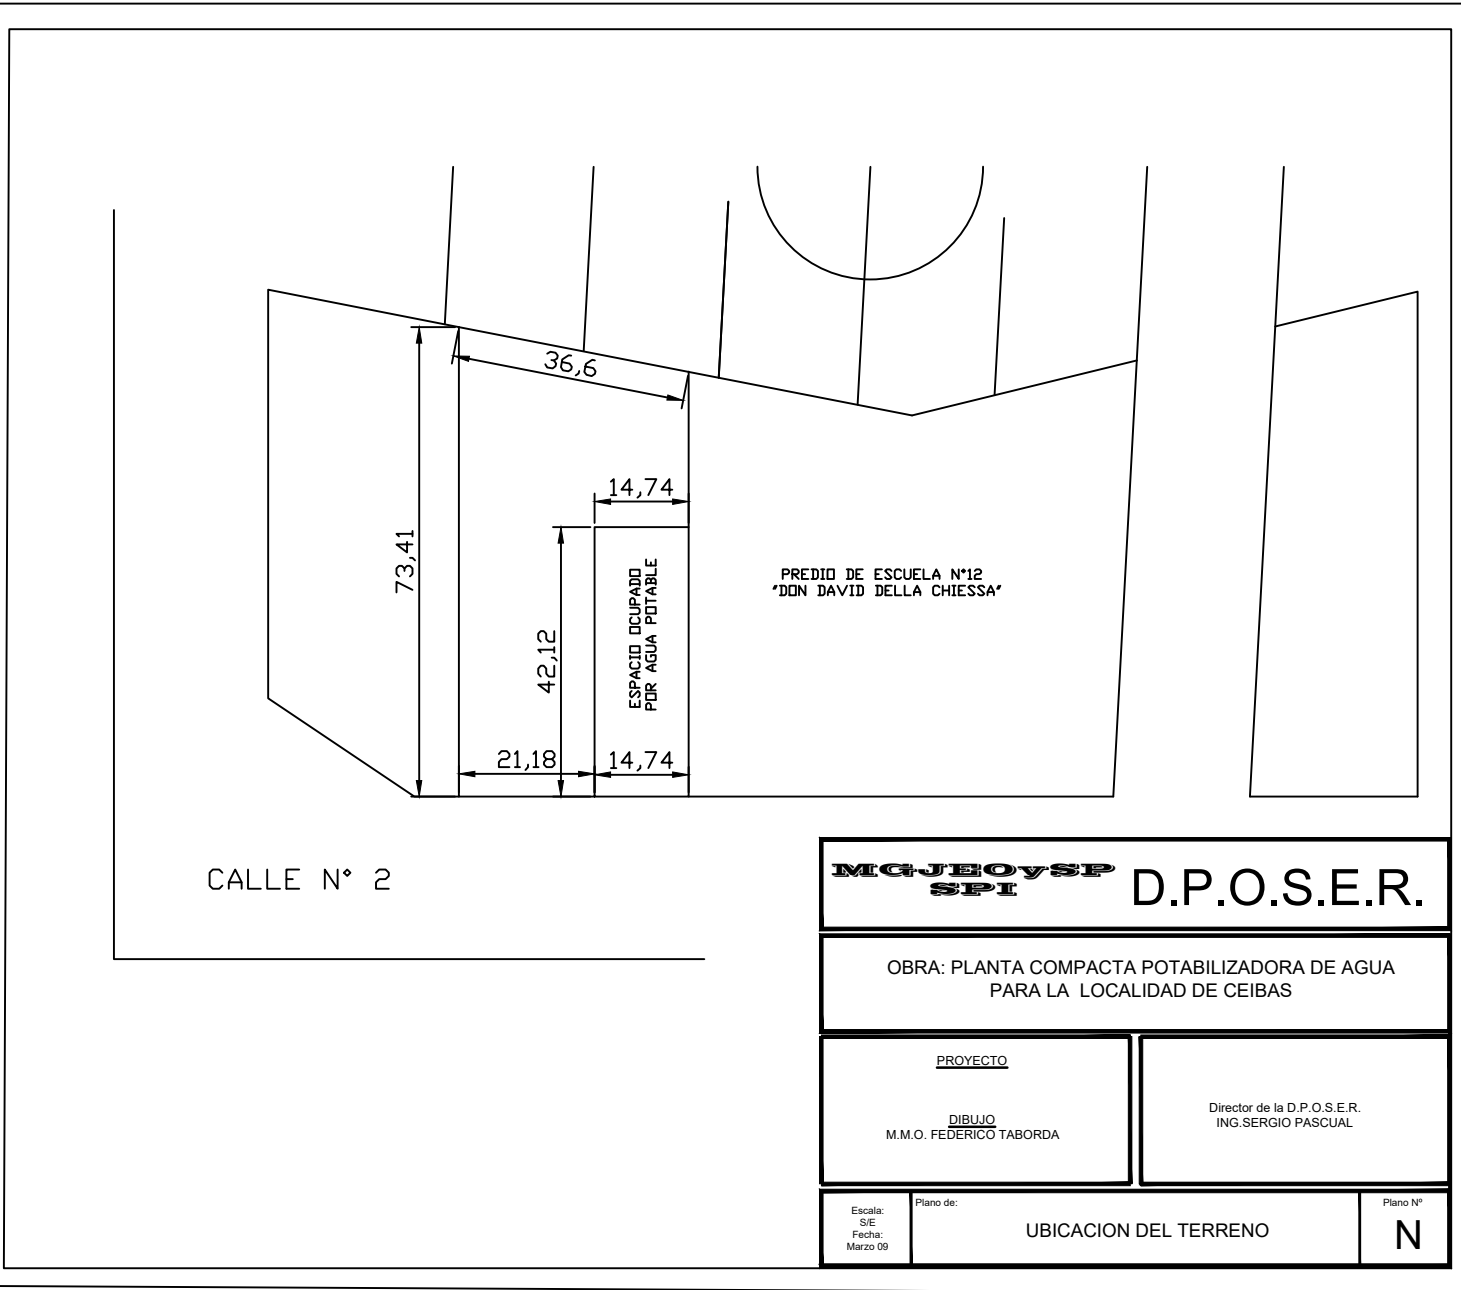 36,6
14,74
73,41
42,12
ESPACIO OCUPADO
POR AGUA POTABLE
PREDIO DE ESCUELA N°12
"DON DAVID DELLA CHIESSA"
21,18
14,74
CALLE N° 2
MGJEOySP
SPI
D.P.O.S.E.R.
OBRA: PLANTA COMPACTA POTABILIZADORA DE AGUA
PARA LA LOCALIDAD DE CEIBAS
PROYECTO
DIBUJO
M.M.O. FEDERICO TABORDA
Director de la D.P.O.S.E.R.
ING.SERGIO PASCUAL
Escala:
S/E
Fecha:
Marzo 09
Plano de:
UBICACION DEL TERRENO
Plano Nº
N